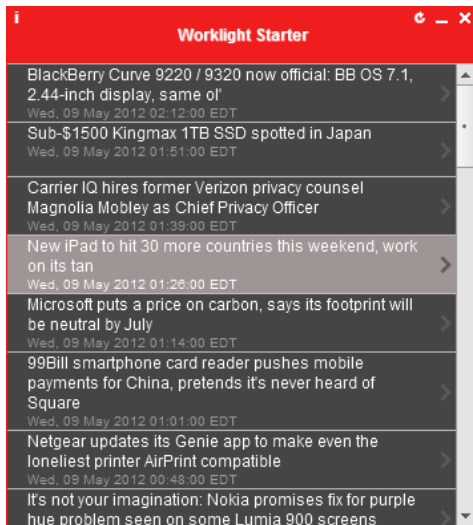 i
Worklight Starter
BlackBerry Curve 9220 / 9320 now official: BB OS 7.1,
2.44-inch display, same ol'
Wed, 09 May 2012 02:12:00 EDT
Sub-$1500 Kingmax 1TB SSD spotted in Japan
Wed, 09 May 2012 01:51:00 EDT
Carrier IQ hires former Verizon privacy counsel
Magnolia Mobley as Chief Privacy Officer
Wed, 09 May 2012 01:39:00 EDT
New iPad to hit 30 more countries this weekend, work
on its tan
Wed, 09 May 2012 01:26:00 EDT
Microsoft puts a price on carbon, says its footprint will
be neutral by July
Wed, 09 May 2012 01:14:00 EDT
99Bill smartphone card reader pushes mobile
payments for China, pretends it's never heard of
Square
Wed, 09 May 2012 01:01:00 EDT
Netgear updates its Genie app to make even the
loneliest printer AirPrint compatible
Wed, 09 May 2012 00:48:00 EDT
It's not your imagination: Nokia promises fix for purple
hue problem seen on some Lumia 900 screens